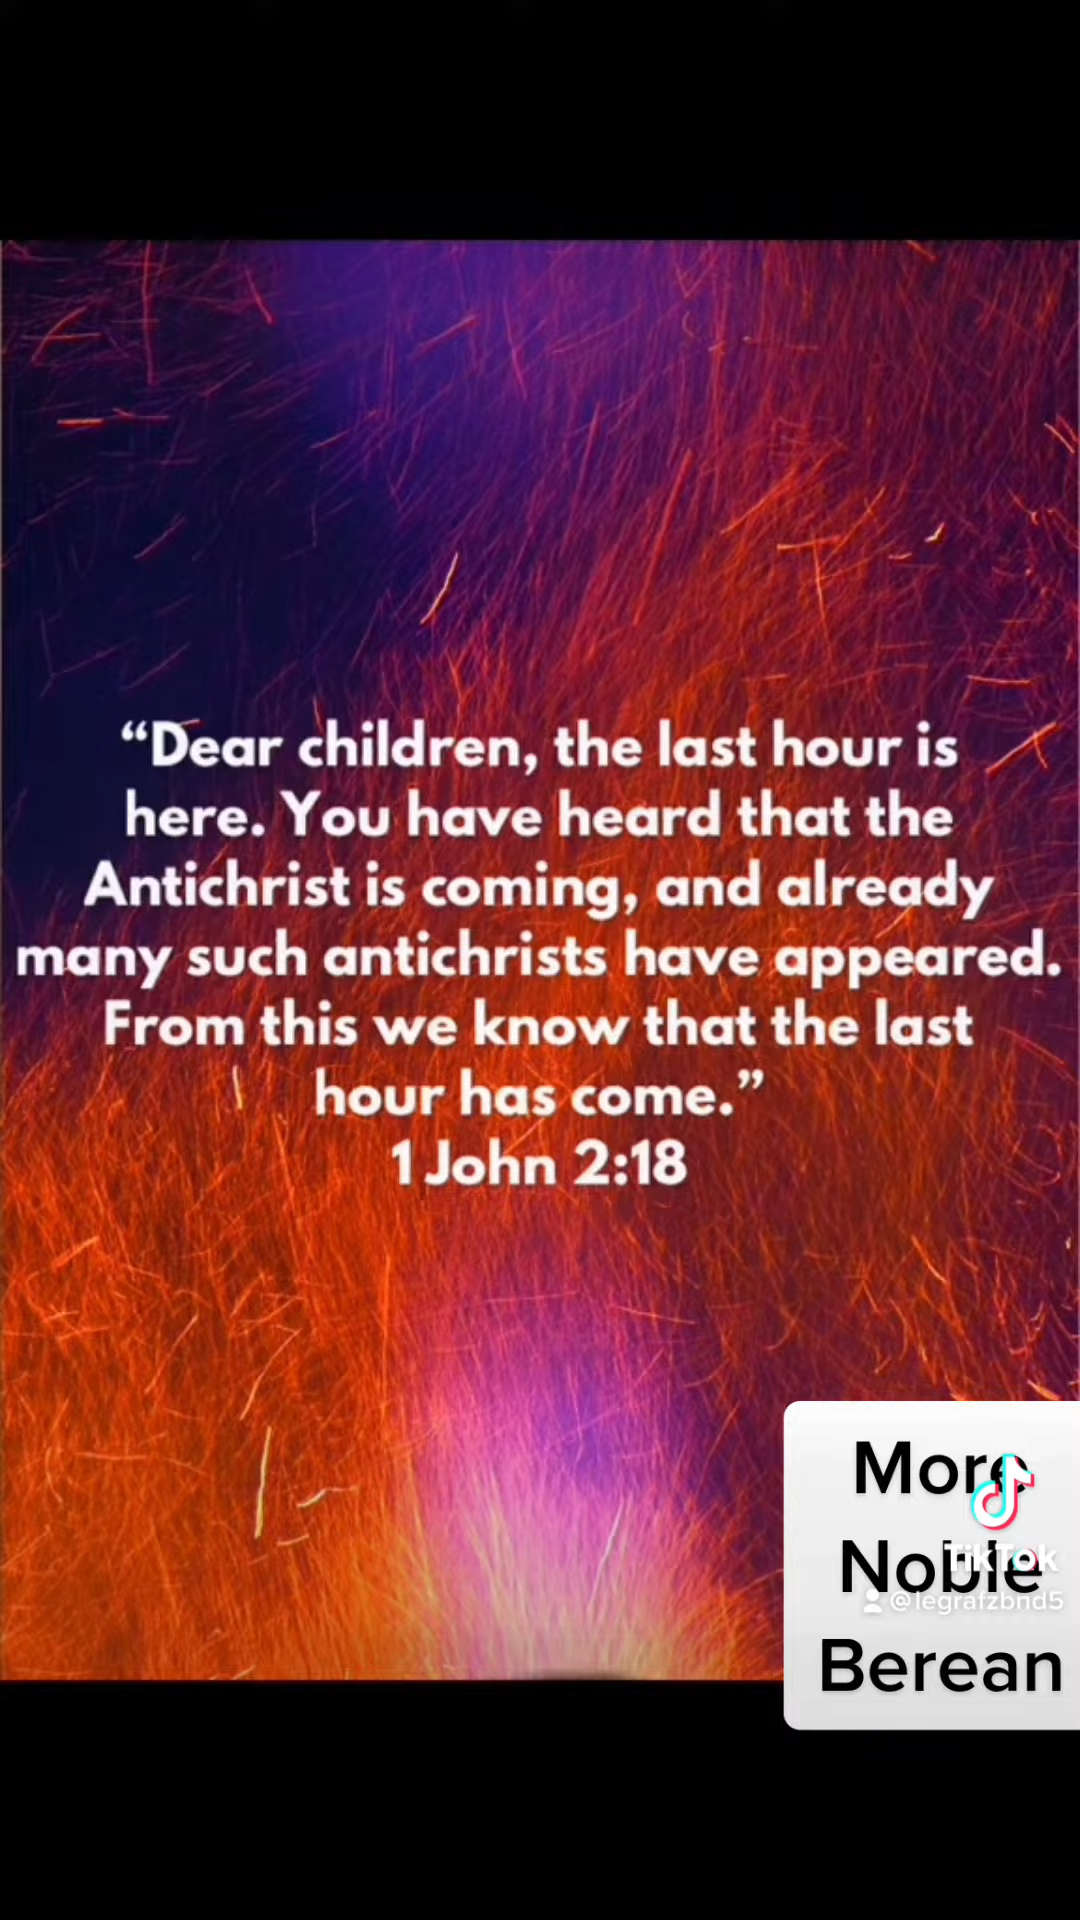 “Dear children, the last hour is
here. You have heard that the
Antichrist is coming, and already
many such antichrists have appeared.
From this we know that the last
hour has come.”
1 John 2:18
More
Noble
Berean
TikTok
@legrafzbnd5